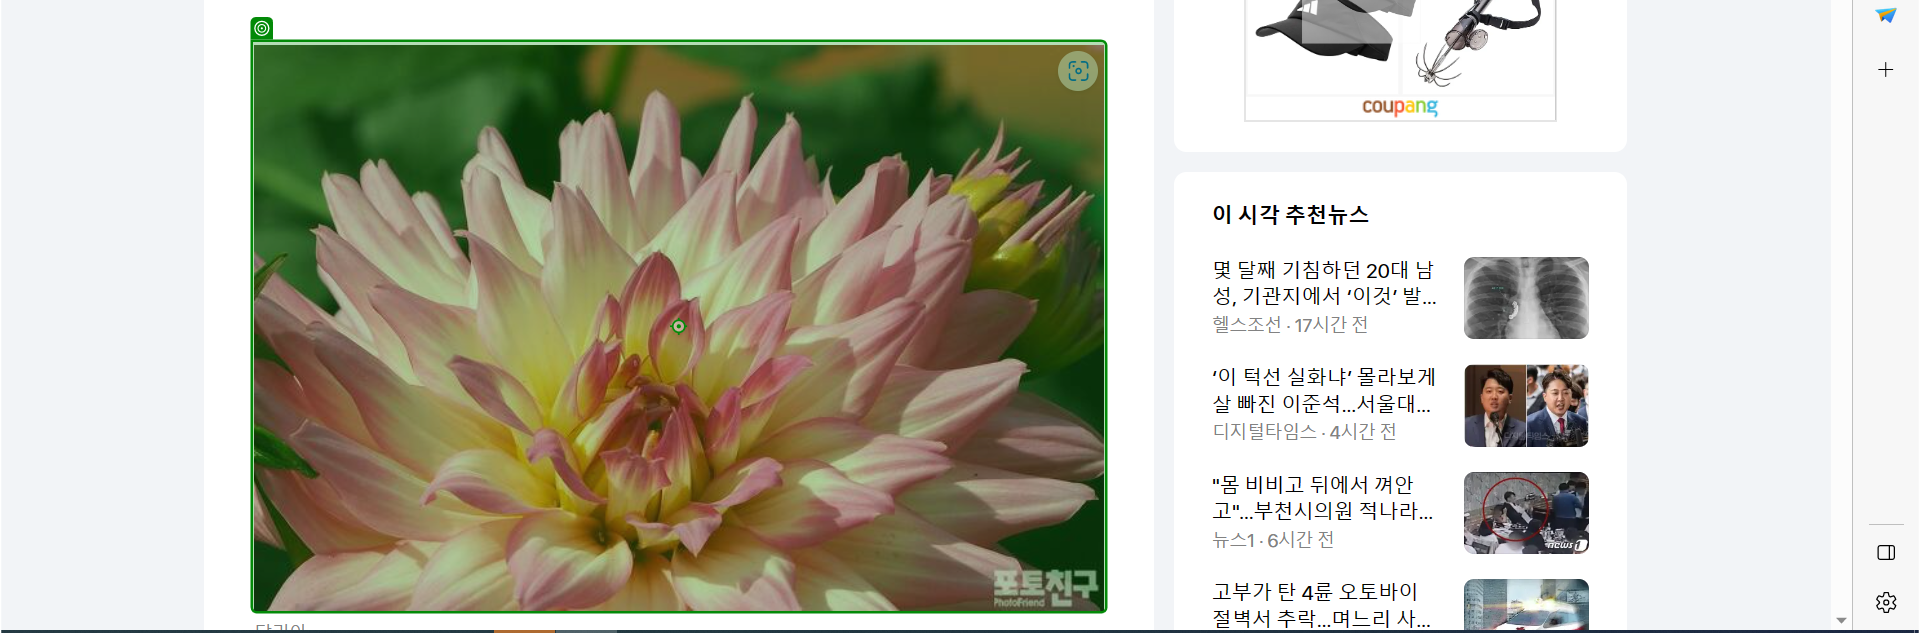 포토친구
PhotoFriend
coupang
이 시각 추천뉴스
몇 달째 기침하던 20대 남
성, 기관지에서 ‘이것’ 발...
헬스조선 · 17시간 전
‘이 턱선 실화냐’ 몰라보게
살 빠진 이준석...서울대...
디지털타임스 · 4시간 전
"몸 비비고 뒤에서 껴안
고"...부천시의원 적나라...
뉴스1 · 6시간 전
news1
고부가 탄 4륜 오토바이
절벽서 추락...며느리 사...